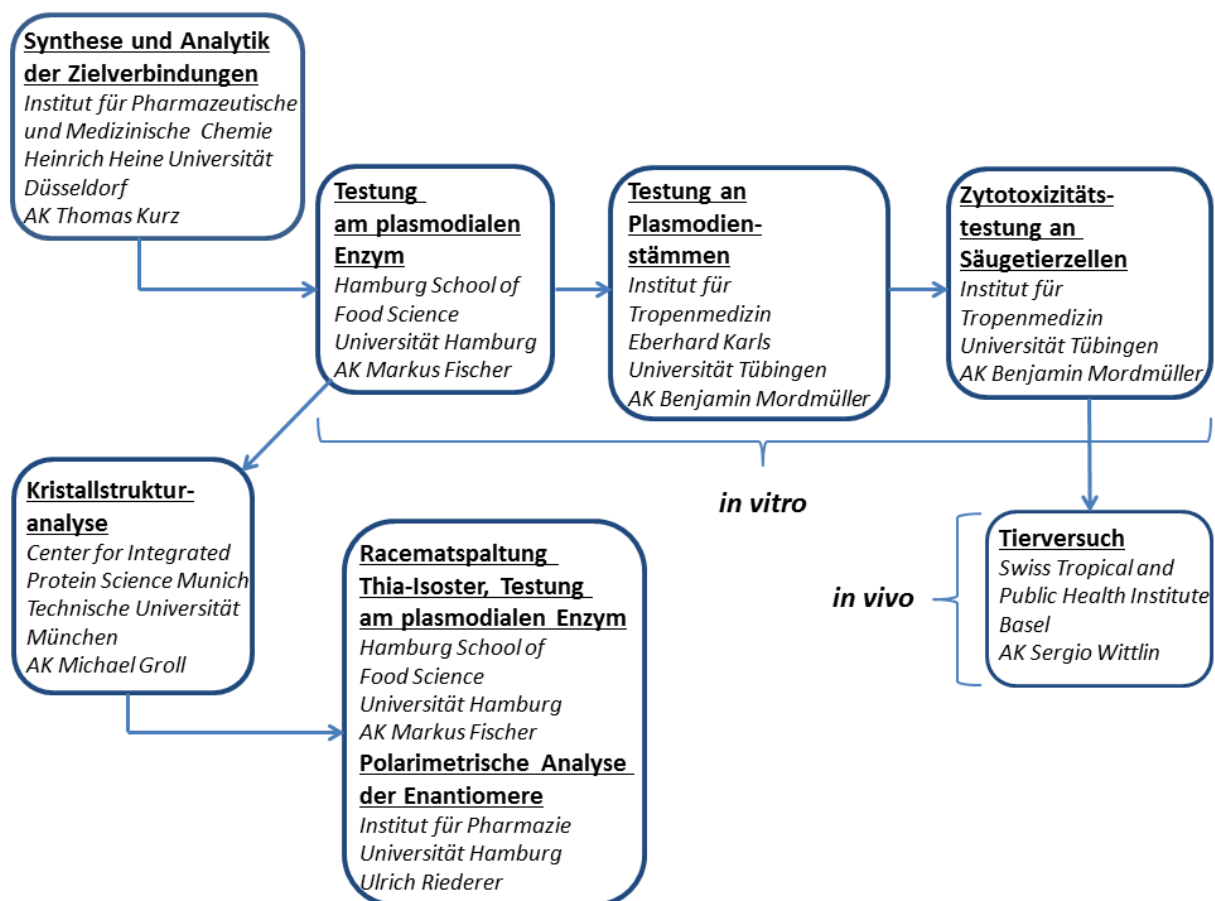 Synthese und Analytik
der Zielverbindungen
Institut für Pharmazeutische
und Medizinische Chemie
Heinrich Heine Universität
Düsseldorf
AK Thomas Kurz
Testung
am plasmodialen
Enzym
Hamburg School of
Food Science
Universität Hamburg
AK Markus Fischer
Testung an
Plasmodien-
stämmen
Institut für
Tropenmedizin
Eberhard Karls
Universität Tübingen
AK Benjamin Mordmüller
Zytotoxizitäts-
testung an
Säugetierzellen
Institut für
Tropenmedizin
Universität Tübingen
AK Benjamin Mordmüller
in vitro
Kristallstruktur-
analyse
Center for Integrated
Protein Science Munich
Technische Universität
München
AK Michael Groll
Racematspaltung
Thia-Isoster, Testung
am plasmodialen Enzym
Hamburg School of
Food Science
Universität Hamburg
AK Markus Fischer
Polarimetrische Analyse
der Enantiomere
Institut für Pharmazie
Universität Hamburg
Ulrich Riederer
in vivo
Tierversuch
Swiss Tropical and
Public Health Institute
Basel
AK Sergio Wittlin